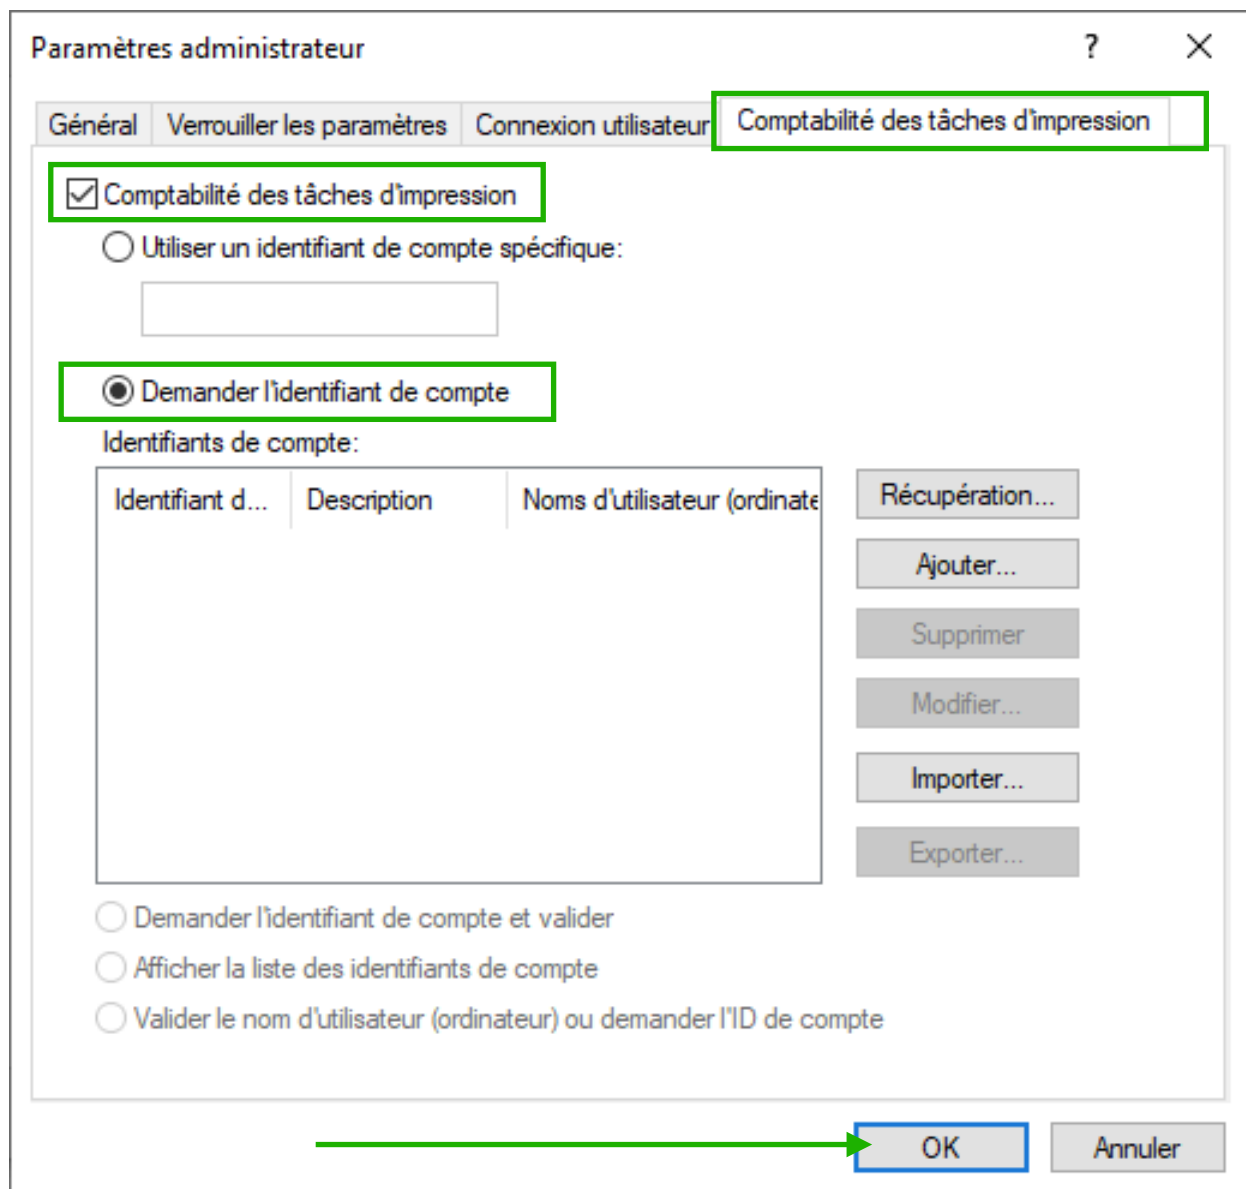 Paramètres administrateur
?
Général
Verrouiller les paramètres
Connexion utilisateur
Comptabilité des tâches d'impression
Comptabilité des tâches d'impression
Utiliser un identifiant de compte spécifique:
Demander l'identifiant de compte
Identifiants de compte:
Identifiant d... Description Noms d'utilisateur (ordinate
Récupération...
Ajouter...
Supprimer
Modifier...
Importer...
Exporter...
Demander l'identifiant de compte et valider
Afficher la liste des identifiants de compte
Valider le nom d'utilisateur (ordinateur) ou demander l'ID de compte
OK
Annuler